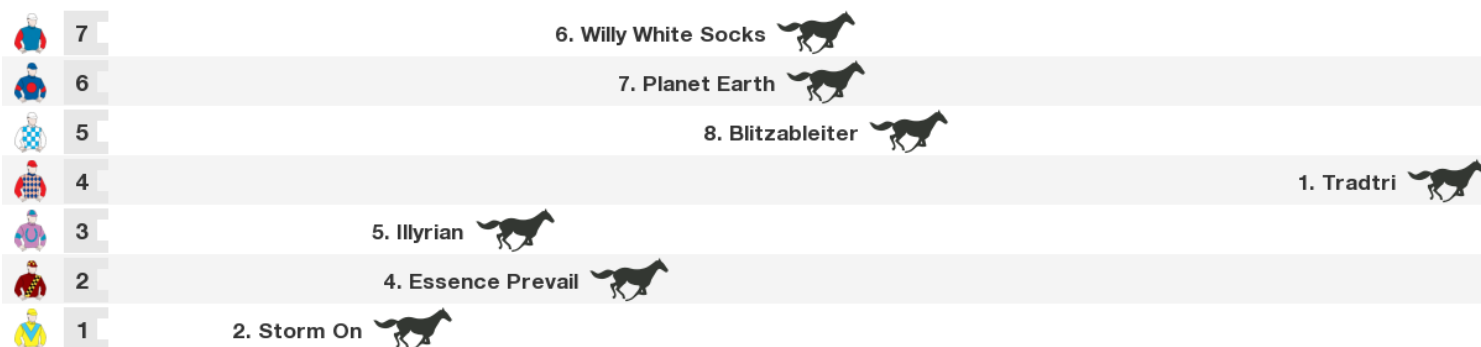 7 6. Willy White Socks
6 7. Planet Earth
5 8. Blitzableiter
4 1. Tradtri
3 5. Illyrian
2 4. Essence Prevail
1 2. Storm On